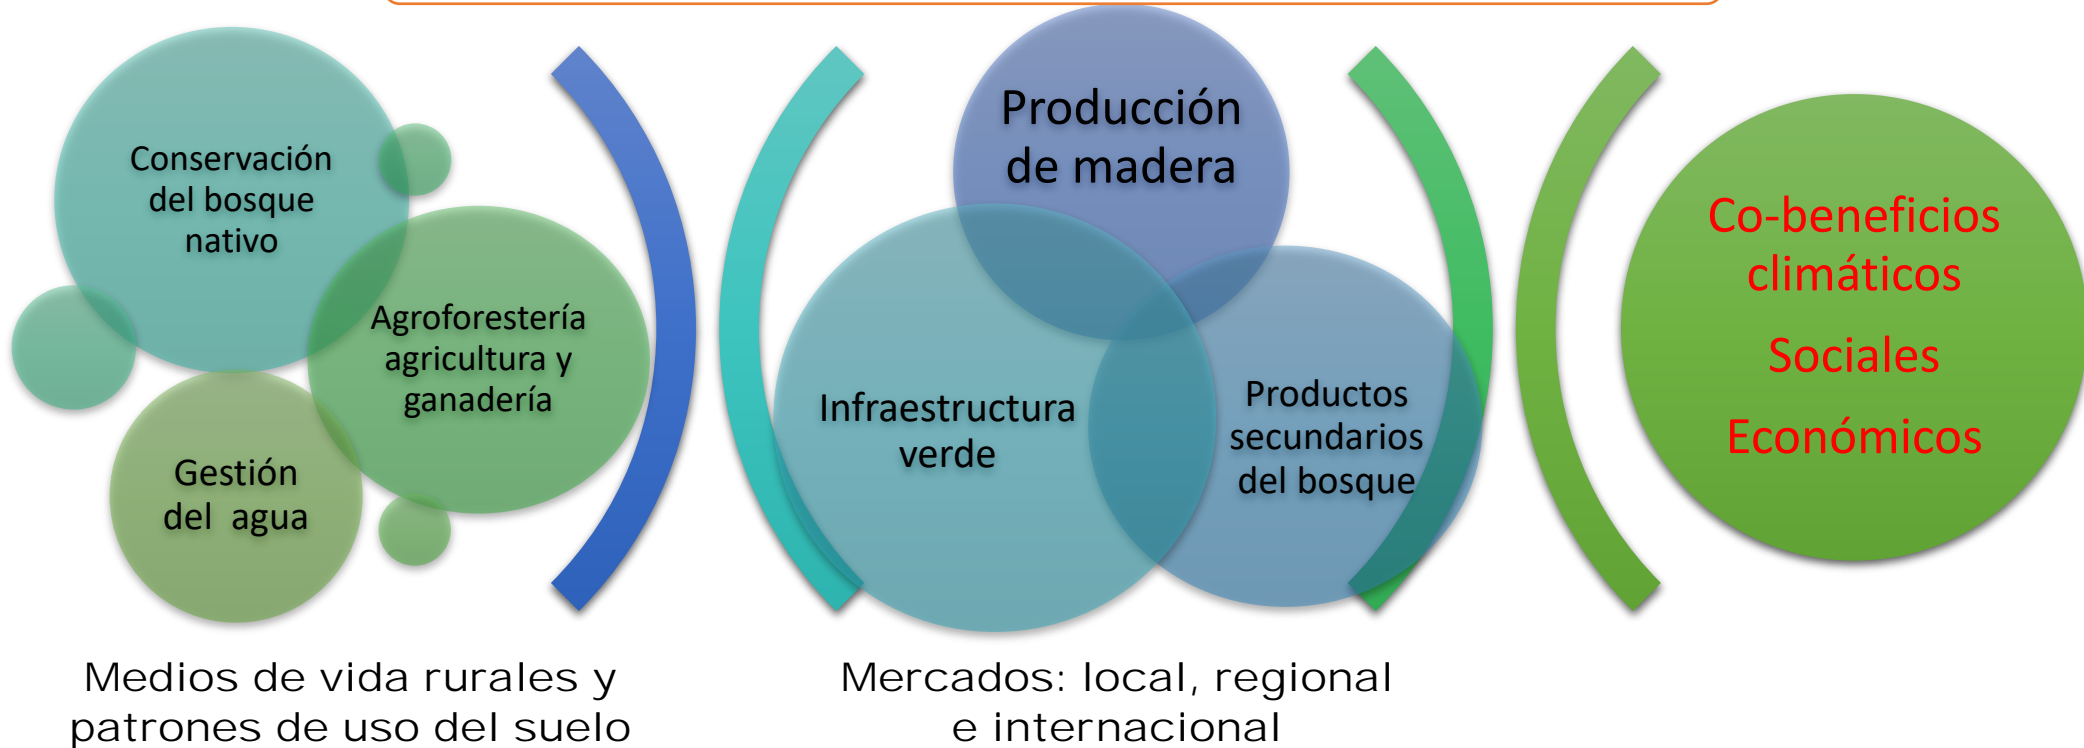 Conservación
del bosque
nativo
Agroforestería
agricultura y
ganadería
Gestión
del agua
Medios de vida rurales y
patrones de uso del suelo
Producción
de madera
Infraestructura
verde
Productos
secundarios
del bosque
Mercados: local, regional
e internacional
Co-beneficios
climáticos
Sociales
Económicos